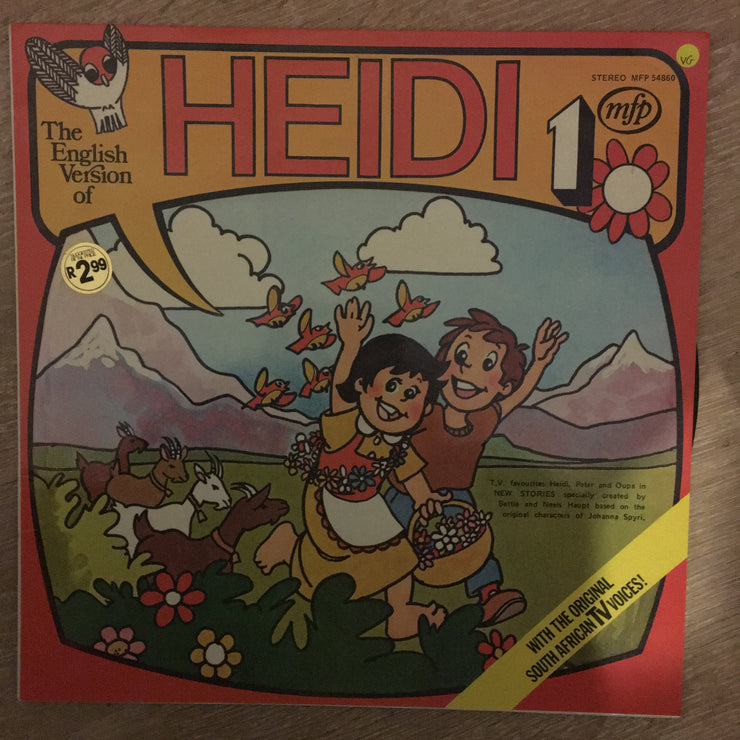 HEIDI
1
The
English
Version
of
STEREO MFP 54860
mfp
VG
R2.99
T.V. favourites Heidi, Peter and Oupa in
NEW STORIES specially created by
Bettie and Neels Haupt based on the
original characters of Johanna Spyri.
WITH THE ORIGINAL
SOUTH AFRICAN TV VOICES!